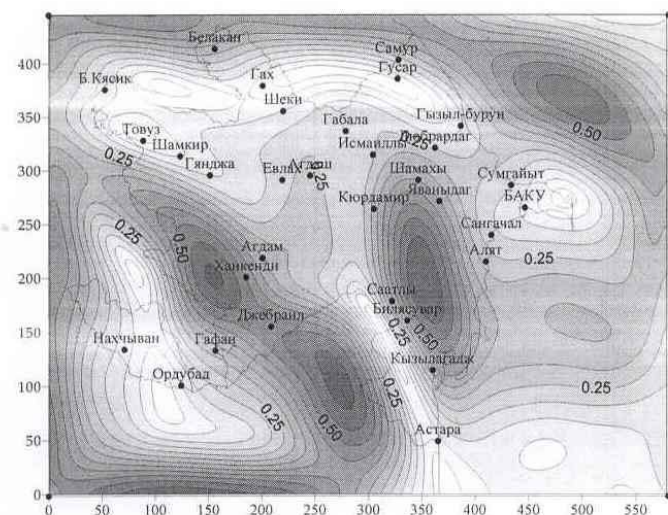 Белакан
Самур
400
Гусар
Б.Кясик
Гах
350
Шеки
0.50
Габала
Гызыл-бурун
Товуз
0.25
Шамкир
Исмаиллы
300
Гянджа
0.25
Евлах
0.25
Шамахы
Сумгайыт
Яваныдаг
БАКУ
Кюрдамир
250
0.25
Сангачал
0.50
Агдам
Алят
0.25
200
Ханкенди
Саатлы
Билясувар
Джебраил
150
0.25
0.50
Нахчыван
Гафан
Кызылагадж
100
Ордубад
0.25
0.25
0.25
0.50
Астара
50
0
0 50 100 150 200 250 300 350 400 450 500 550